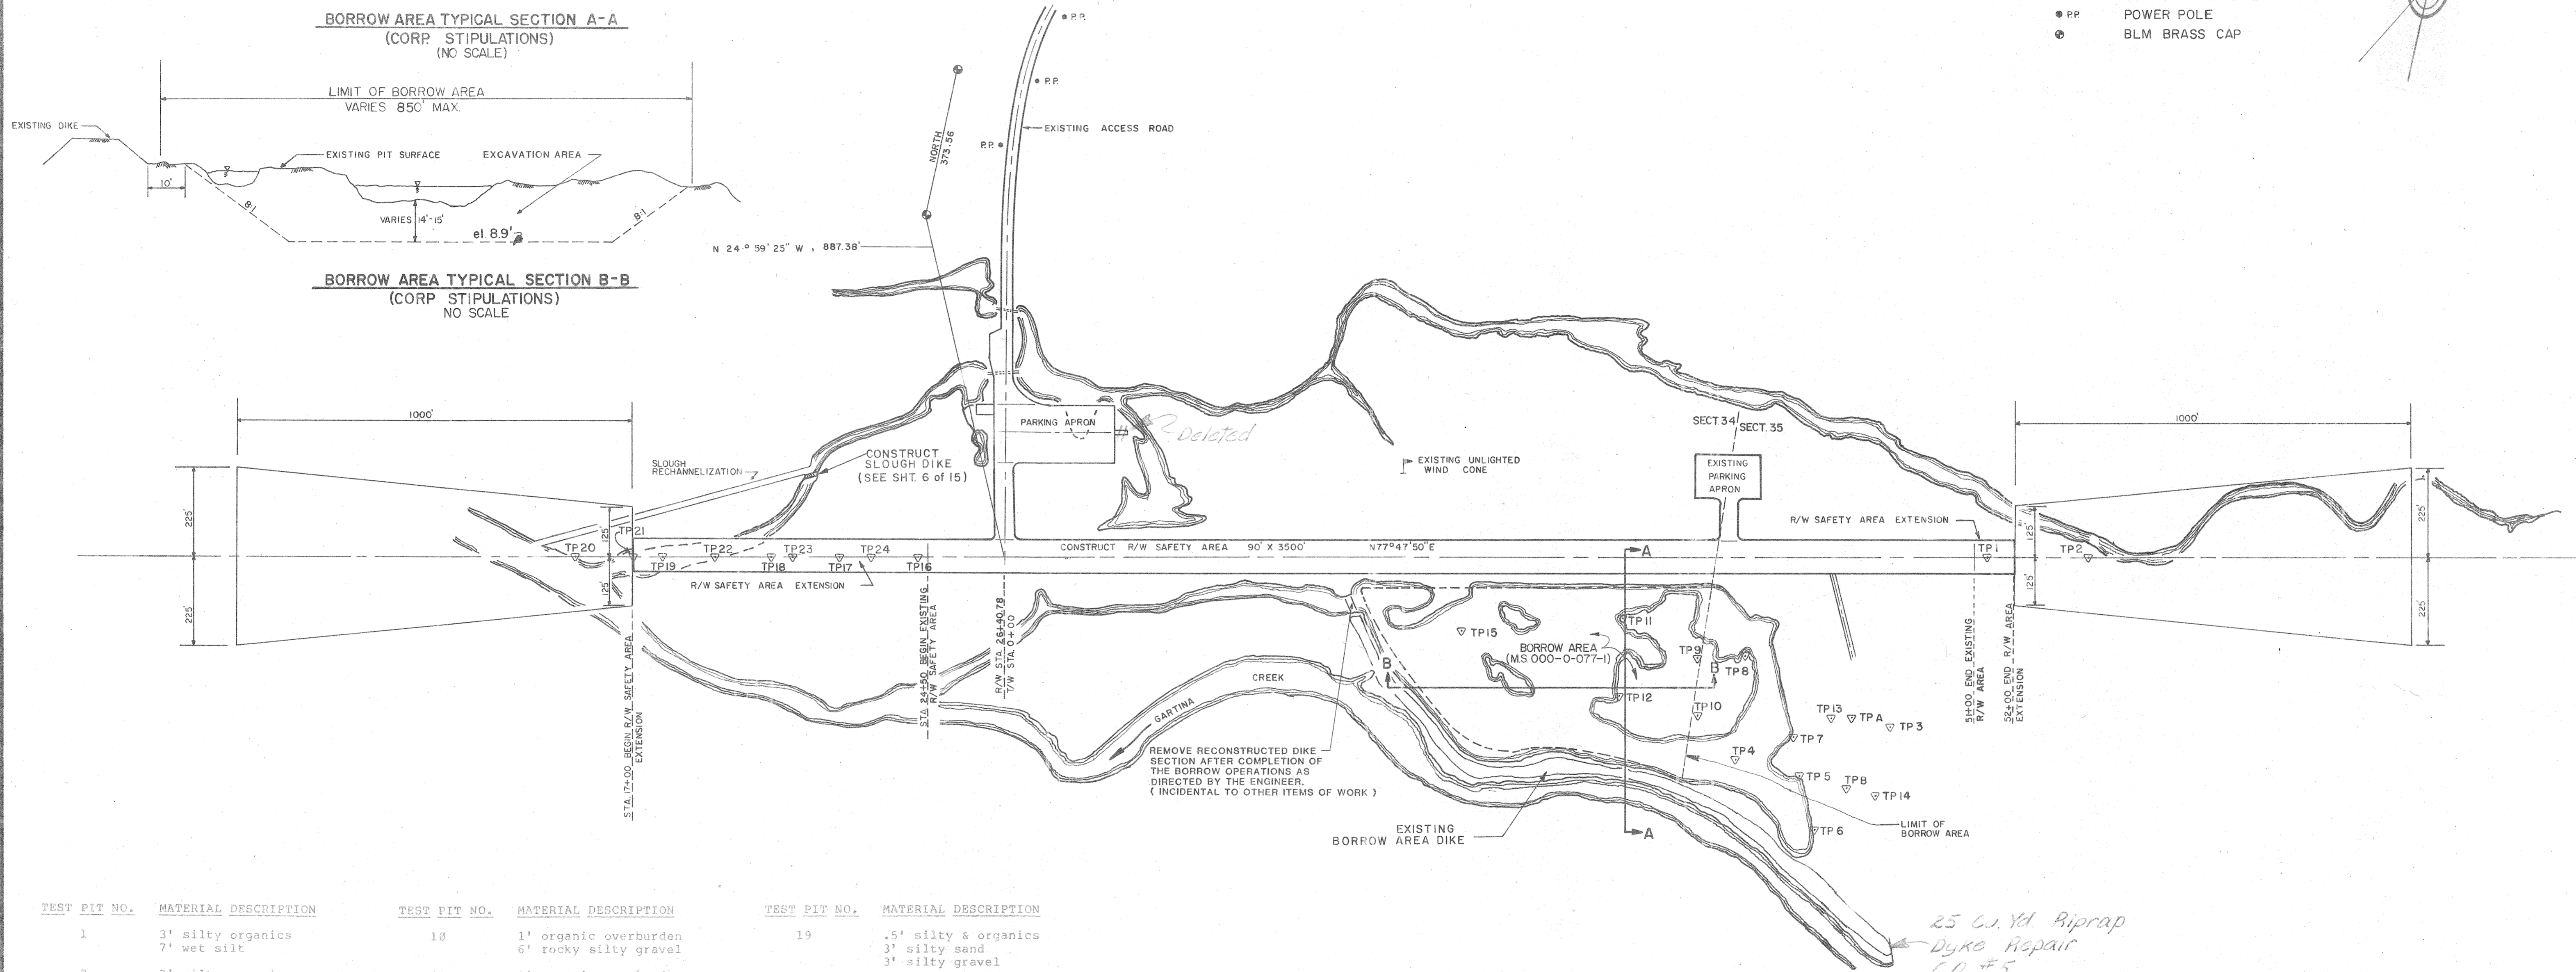 BORROW AREA TYPICAL SECTION A-A
(CORP. STIPULATIONS)
(NO SCALE)
LIMIT OF BORROW AREA
VARIES 850' MAX.
EXISTING DIKE
EXISTING PIT SURFACE
EXCAVATION AREA
10'
8:1
VARIES 14'-15'
8:1
el. 8.9'
BORROW AREA TYPICAL SECTION B-B
(CORP STIPULATIONS)
NO SCALE
P.P.
P.P.
P.P.
EXISTING ACCESS ROAD
NORTH
373.56
N 24° 59' 25" W , 887.38'
P.P. POWER POLE
BLM BRASS CAP
1000'
225'
225'
125'
125'
SLOUGH
RECHANNELIZATION
CONSTRUCT
SLOUGH DIKE
(SEE SHT. 6 of 15)
PARKING APRON
Deleted
EXISTING UNLIGHTED
WIND CONE
SECT. 34
SECT. 35
EXISTING
PARKING
APRON
R/W SAFETY AREA EXTENSION
1000'
225'
225'
125'
125'
TP20
TP21
TP19
TP22
TP18
TP23
TP17
TP24
TP16
R/W SAFETY AREA EXTENSION
CONSTRUCT R/W SAFETY AREA 90' X 3500' N77°47'50"E
TP1
TP2
STA. 17+00 BEGIN R/W SAFETY AREA
EXTENSION
STA 24+50 BEGIN EXISTING
R/W SAFETY AREA
R/W STA. 26+40.78
T/W STA. 0+00
51+00 END EXISTING
R/W AREA
52+00 END R/W AREA
EXTENSION
A
A
B
B
TP15
TP11
BORROW AREA
(M.S. 000-0-077-1)
TP9
TP8
TP12
TP10
TP13
TPA
TP3
TP7
TP4
TP5
TPB
TP14
TP6
GARTINA
CREEK
REMOVE RECONSTRUCTED DIKE
SECTION AFTER COMPLETION OF
THE BORROW OPERATIONS AS
DIRECTED BY THE ENGINEER.
( INCIDENTAL TO OTHER ITEMS OF WORK )
EXISTING
BORROW AREA DIKE
LIMIT OF
BORROW AREA
TEST PIT NO. MATERIAL DESCRIPTION
1 3' silty organics
7' wet silt
TEST PIT NO. MATERIAL DESCRIPTION
10 1' organic overburden
6' rocky silty gravel
TEST PIT NO. MATERIAL DESCRIPTION
19 .5' silty & organics
3' silty sand
3' silty gravel
25 Cu. Yd. Riprap
Dyke Repair